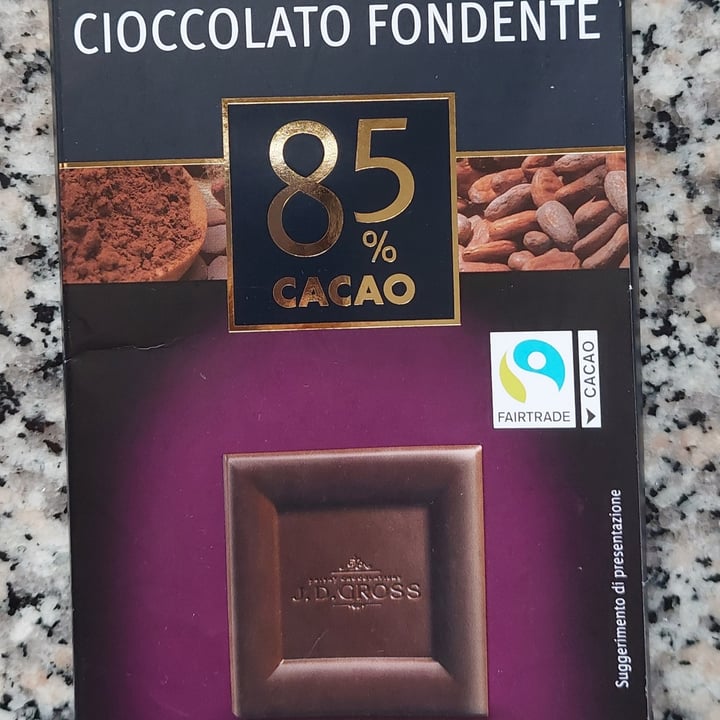 CIOCCOLATO FONDENTE
85
%
CACAO
FAIRTRADE
CACAO
J.D.GROSS
Suggerimento di presentazione